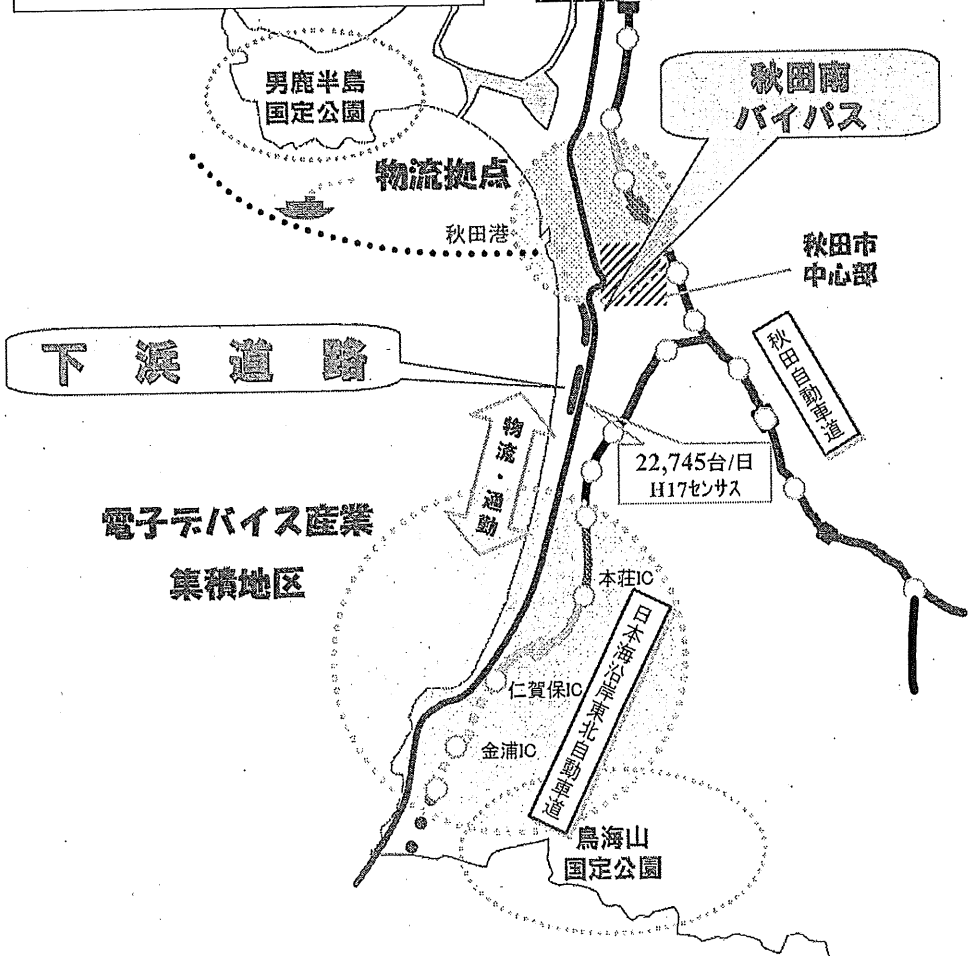 男鹿半島
国定公園
秋田南
バイパス
物流拠点
秋田港
秋田市
中心部
下浜道路
秋田自動車道
物流・通勤
22,745台/日
H17センサス
電子デバイス産業
集積地区
本荘IC
日本海沿岸東北自動車道
仁賀保IC
金浦IC
鳥海山
国定公園